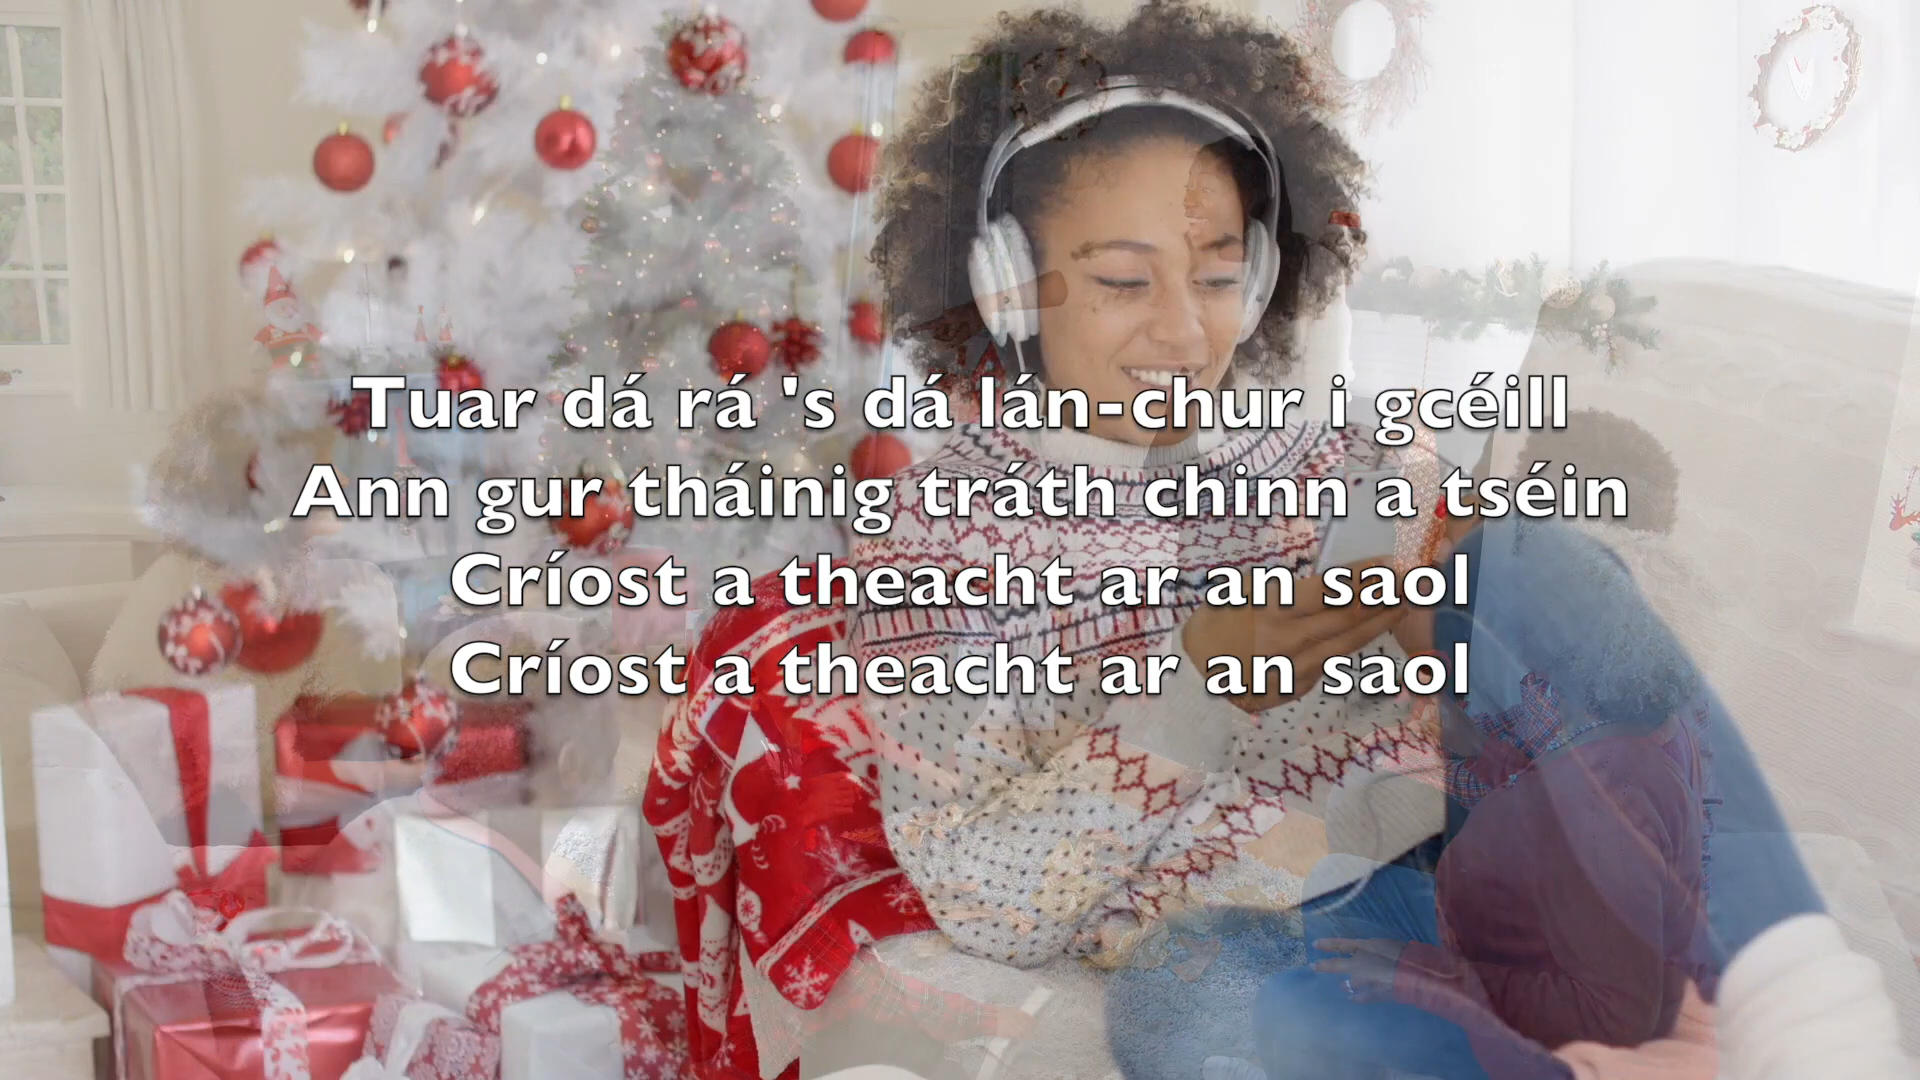 Tuar dá rá 's dá lán-chur i gcéill
Ann gur tháinig tráth chinn a tséin
Críost a theacht ar an saol
Críost a theacht ar an saol